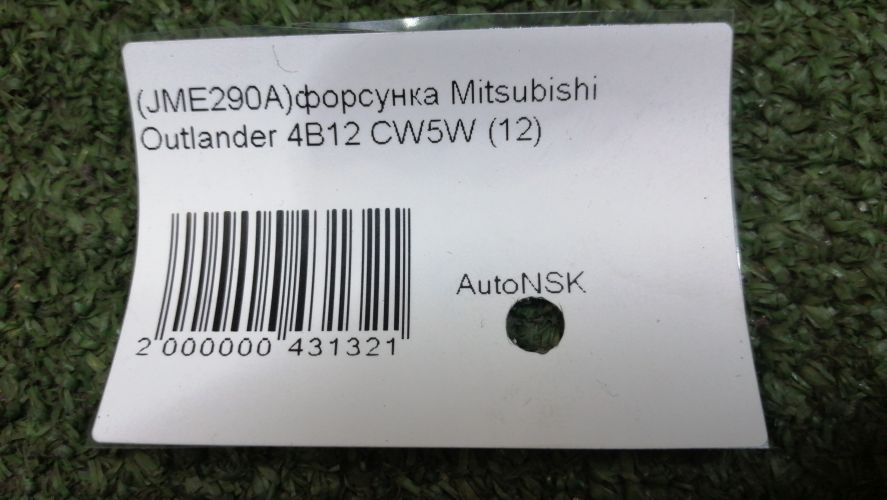 (JME290A)форсунка Mitsubishi
Outlander 4B12 CW5W (12)
AutoNSK
2 000000 431321